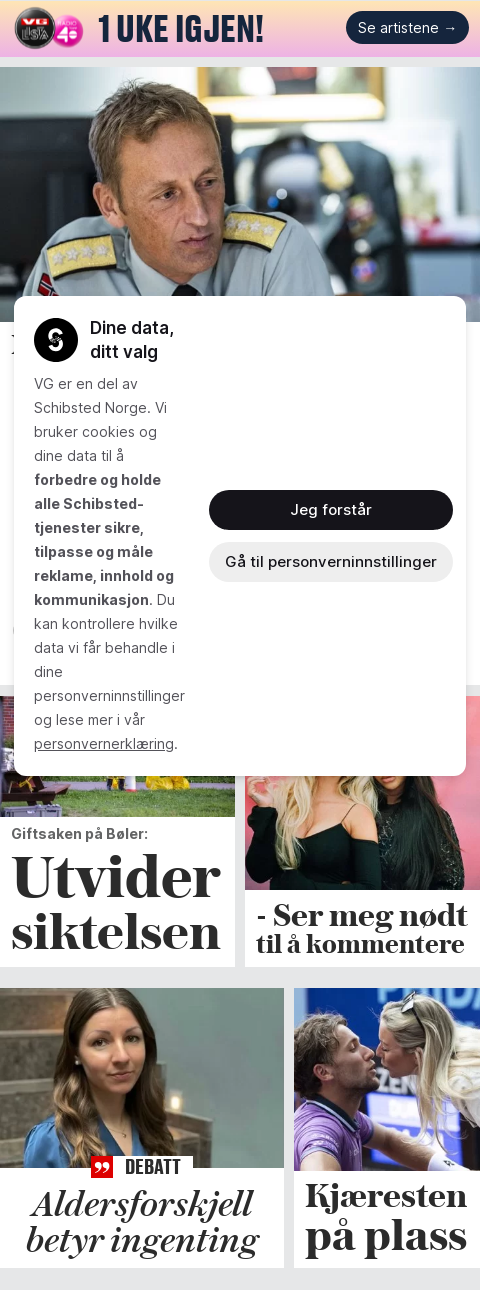 VG
RADIO
1 UKE IGJEN!
Se artistene →
Dine data,
ditt valg
VG er en del av
Schibsted Norge. Vi
bruker cookies og
dine data til å
forbedre og holde
alle Schibsted-
tjenester sikre,
tilpasse og måle
reklame, innhold og
kommunikasjon. Du
kan kontrollere hvilke
data vi får behandle i
dine
personverninnstillinger
og lese mer i vår
personvernerklæring.
Jeg forstår
Gå til personverninnstillinger
Giftsaken på Bøler:
Utvider
siktelsen
- Ser meg nødt
til å kommentere
DEBATT
Aldersforskjell
betyr ingenting
Kjæresten
på plass